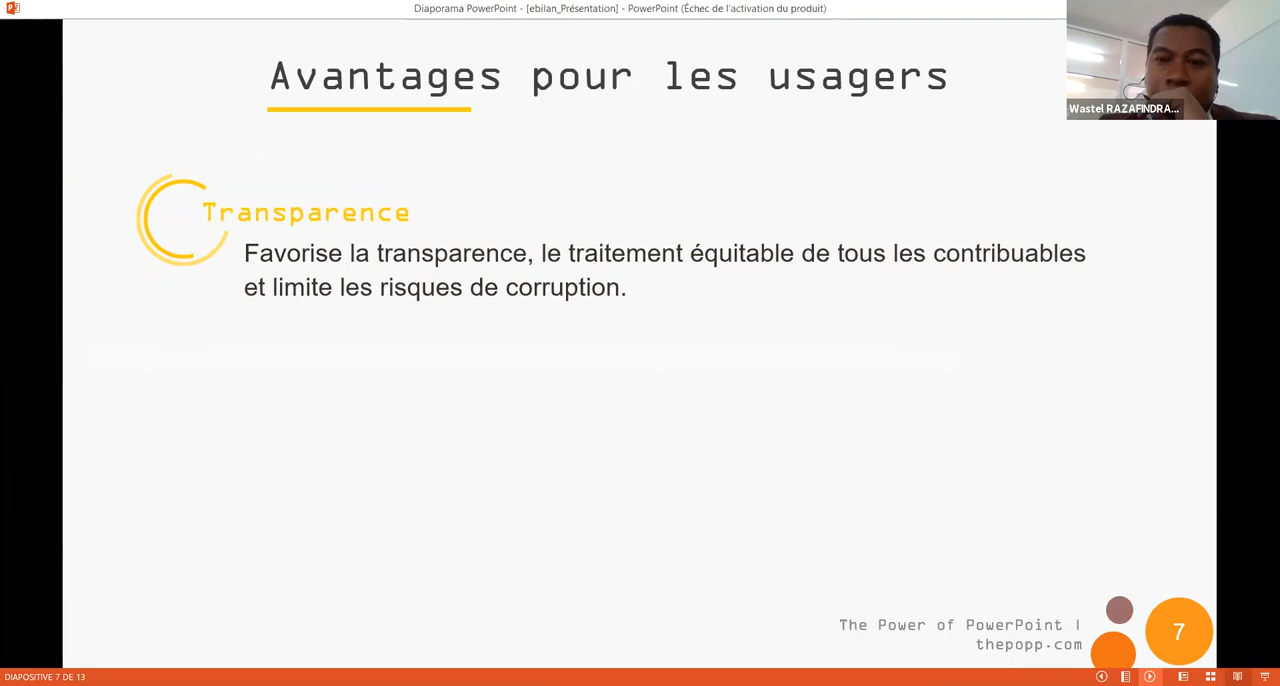 Diaporama PowerPoint - [ebilan_Présentation] - PowerPoint (Échec de l'activation du produit)
Wastel RAZAFINDRA...
Avantages pour les usagers
Transparence
Favorise la transparence, le traitement équitable de tous les contribuables
et limite les risques de corruption.
The Power of PowerPoint |
thepopp.com
7
DIAPOSITIVE 7 DE 13